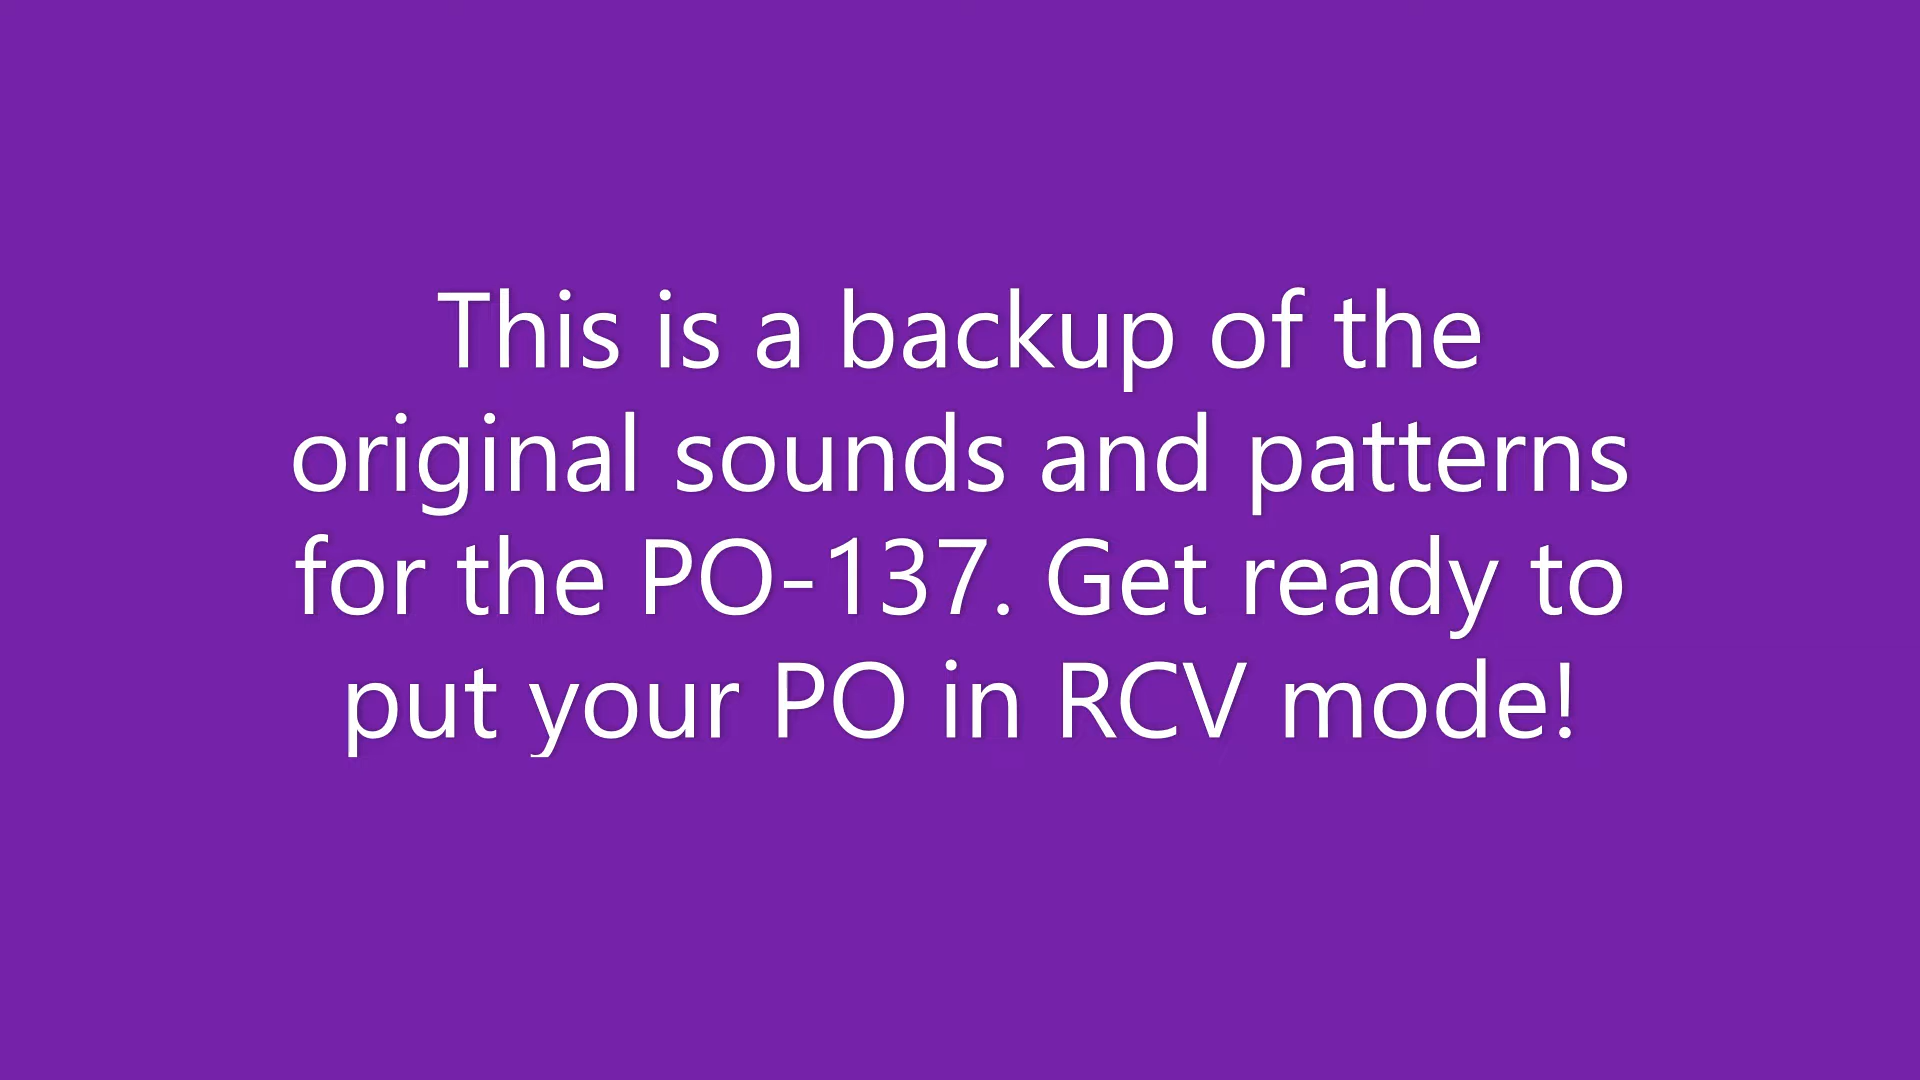 This is a backup of the
original sounds and patterns
for the PO-137. Get ready to
put your PO in RCV mode!